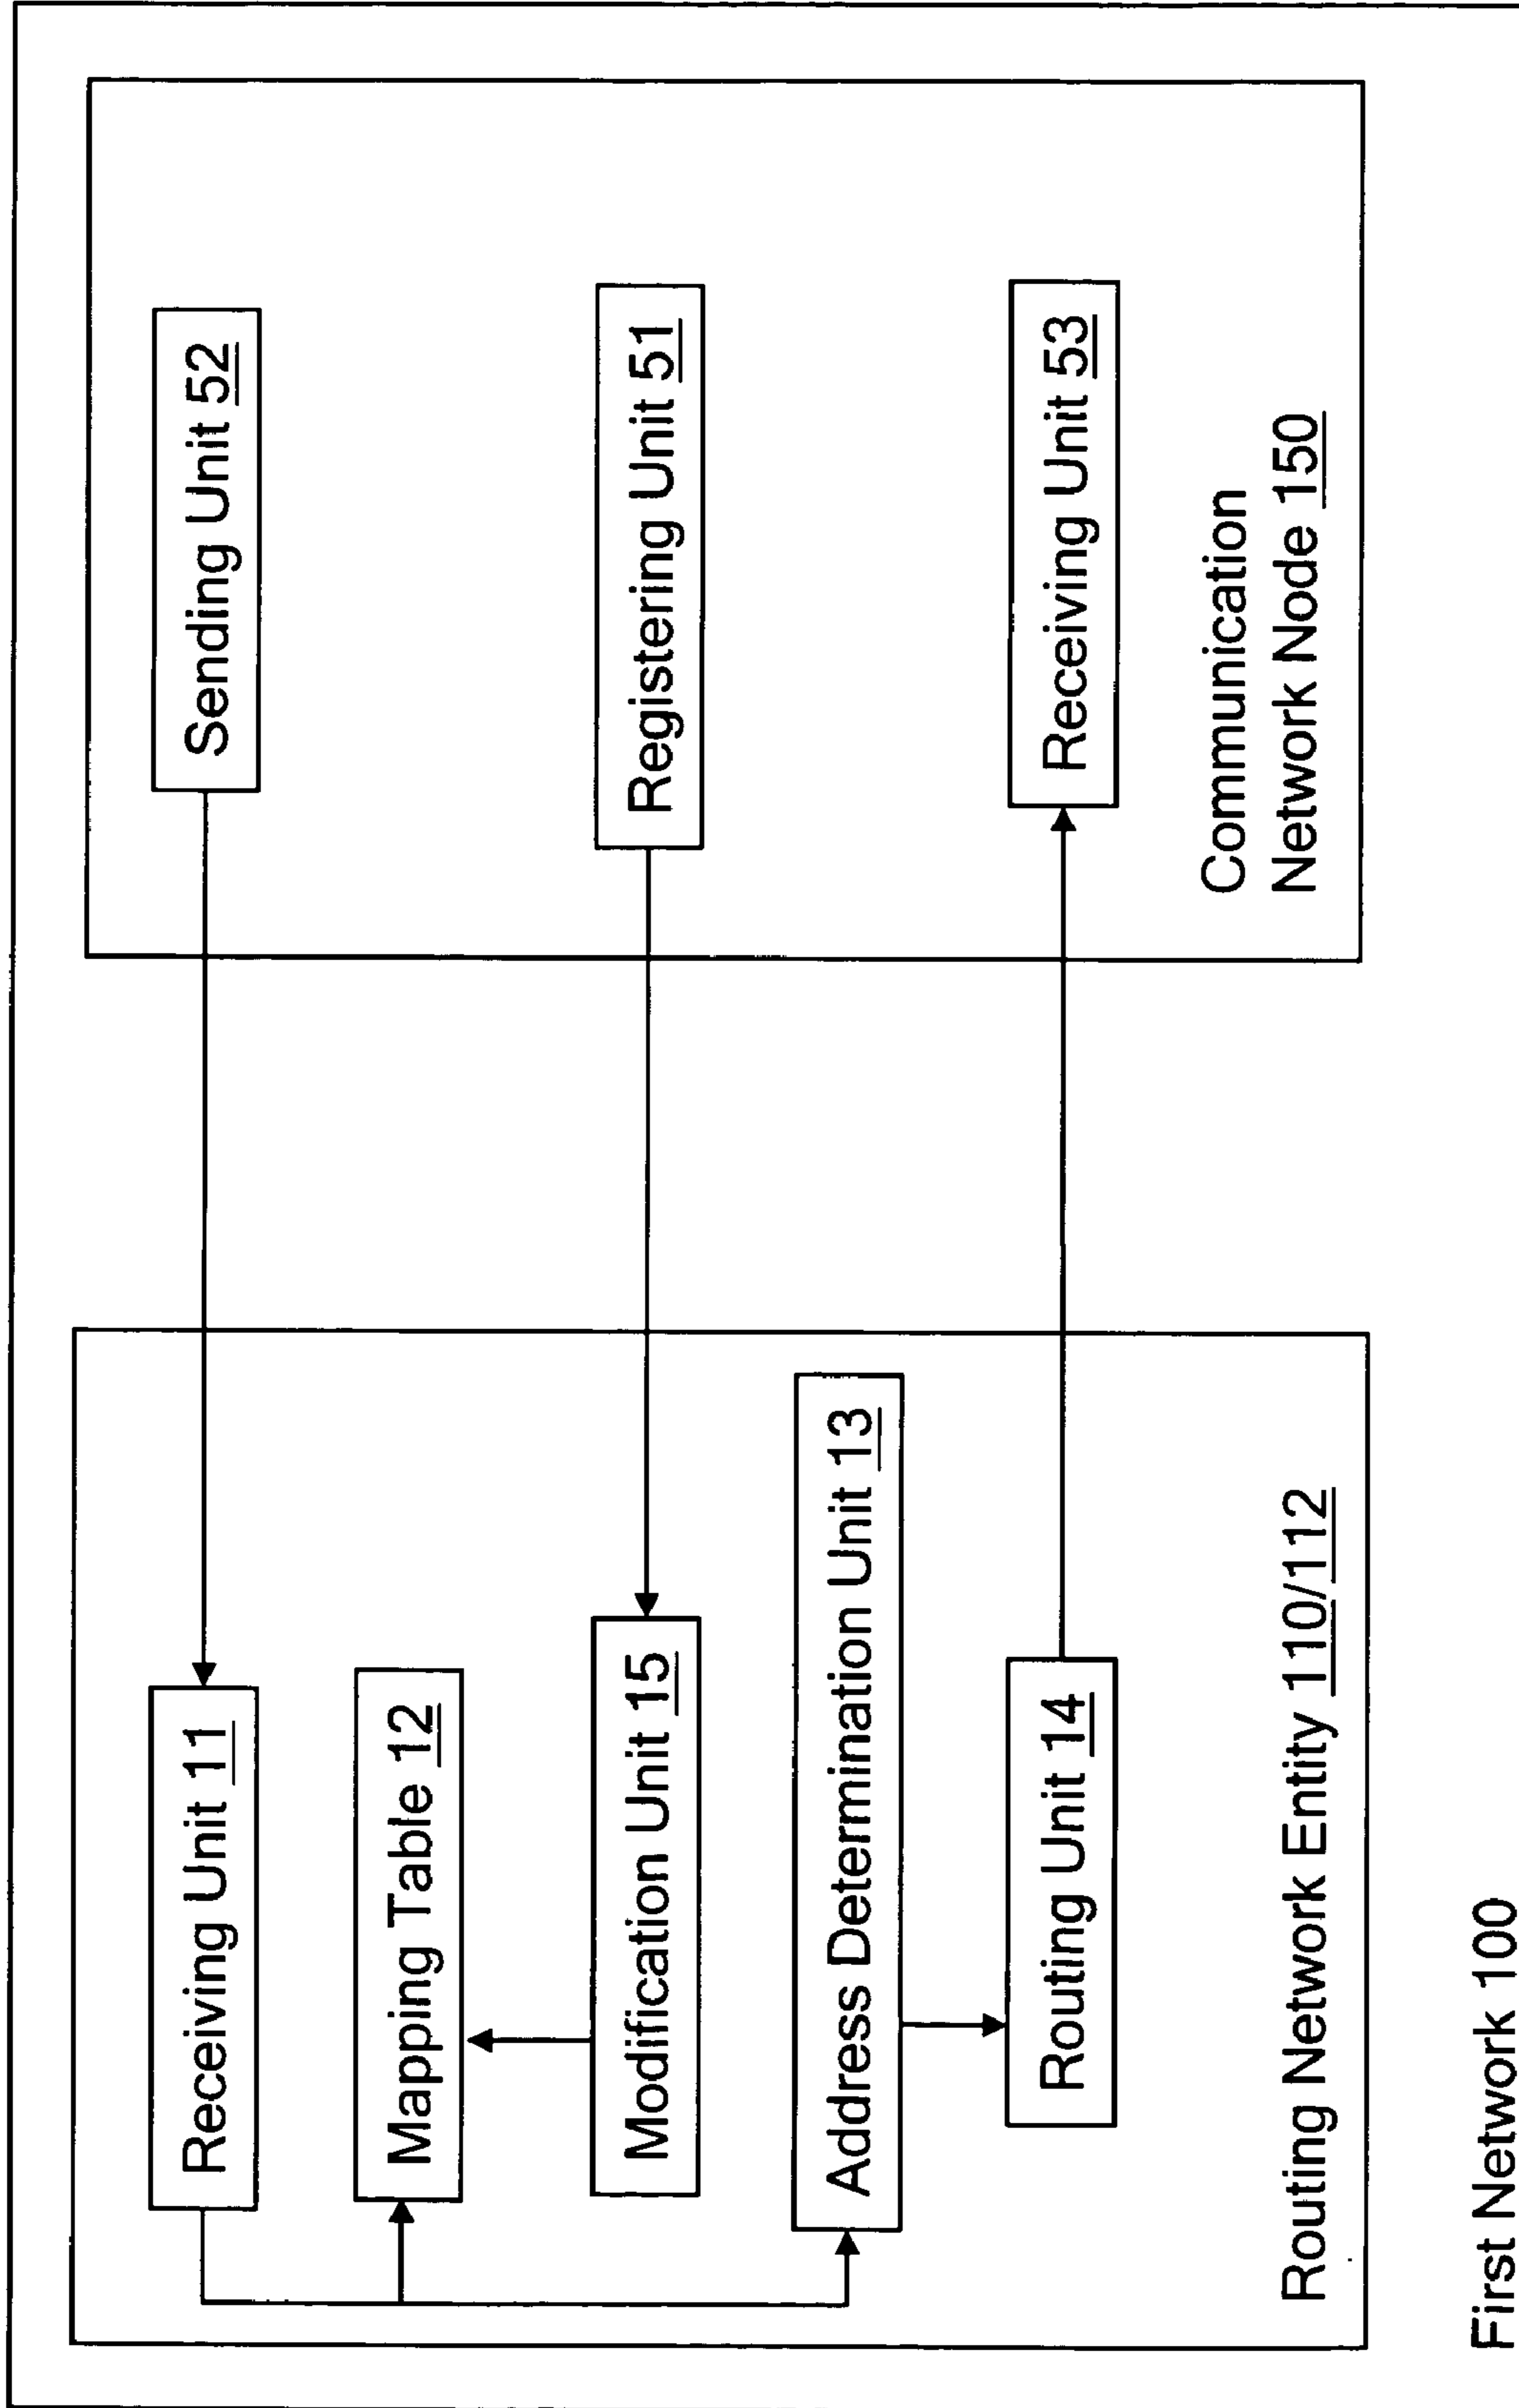 Receiving Unit 11
Mapping Table 12
Modification Unit 15
Address Determination Unit 13
Routing Unit 14
Routing Network Entity 110/112
Sending Unit 52
Registering Unit 51
Receiving Unit 53
Communication
Network Node 150
First Network 100